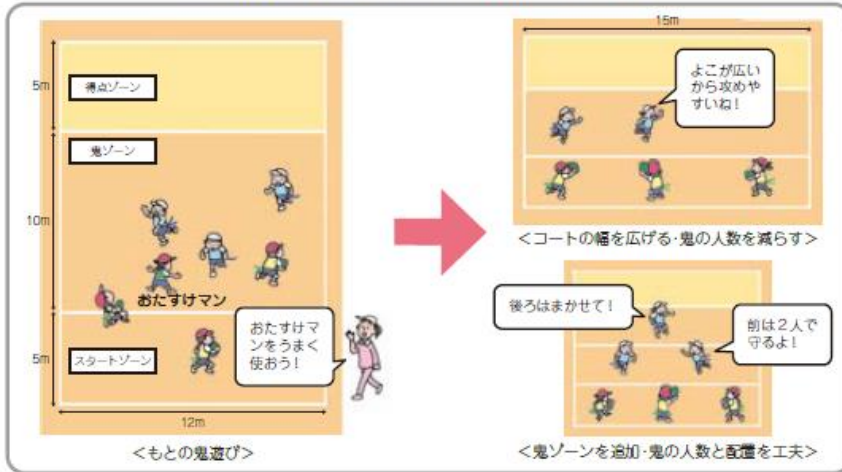 5m
得点ゾーン
鬼ゾーン
10m
おたすけマン
5m
スタートゾーン
おたすけマ
ンをうまく
使おう！
12m
＜もとの鬼遊び＞
15m
よこが広い
から攻めや
すいね！
＜コートの幅を広げる・鬼の人数を減らす＞
後ろはまかせて！
前は２人で
守るよ！
＜鬼ゾーンを追加・鬼の人数と配置を工夫＞